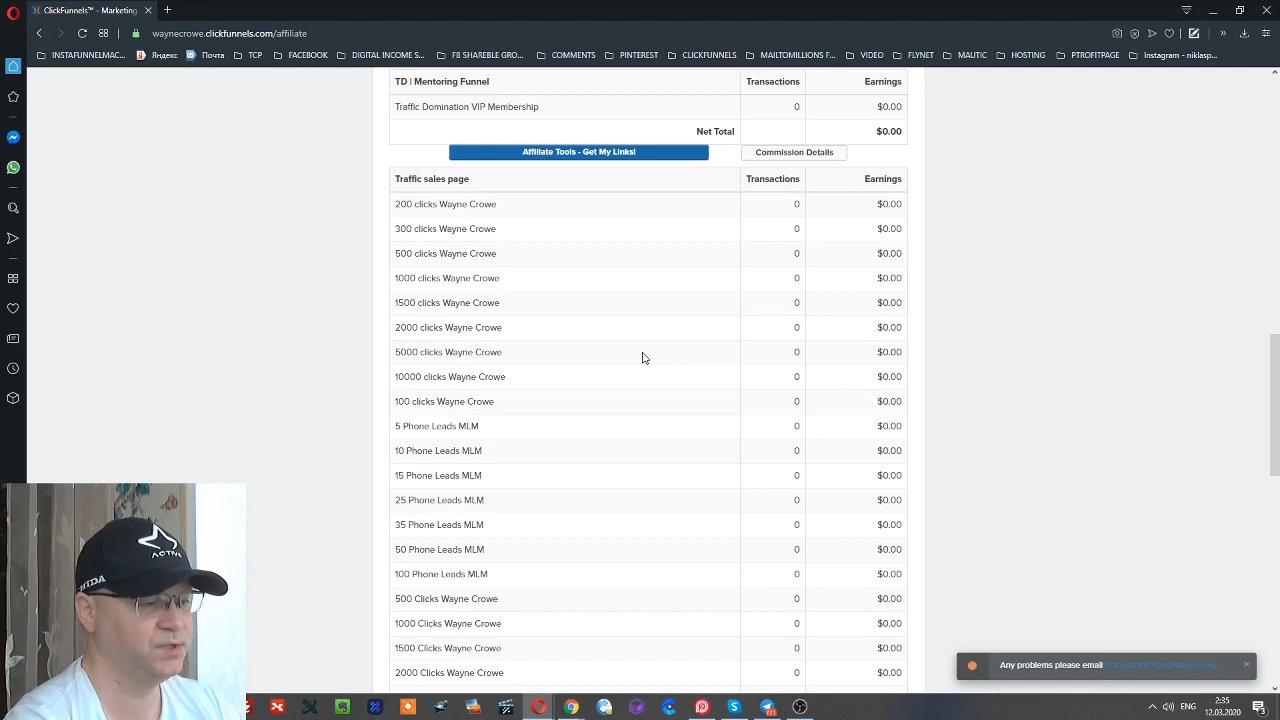 ClickFunnels™ - Marketing
waynecrowe.clickfunnels.com/affiliate
INSTAFUNNELMAC... Яндекс Почта TCP FACEBOOK DIGITAL INCOME S... FB SHAREBLE GRO... COMMENTS PINTEREST CLICKFUNNELS MAILTOMILLIONS F... VIDEO FLYNET MAUTIC HOSTING PTROFITPAGE Instagram - niklasp...
TD | Mentoring Funnel Transactions Earnings
Traffic Domination VIP Membership 0 $0.00
Net Total $0.00
Affiliate Tools - Get My Links! Commission Details
Traffic sales page Transactions Earnings
200 clicks Wayne Crowe 0 $0.00
300 clicks Wayne Crowe 0 $0.00
500 clicks Wayne Crowe 0 $0.00
1000 clicks Wayne Crowe 0 $0.00
1500 clicks Wayne Crowe 0 $0.00
2000 clicks Wayne Crowe 0 $0.00
5000 clicks Wayne Crowe 0 $0.00
10000 clicks Wayne Crowe 0 $0.00
100 clicks Wayne Crowe 0 $0.00
5 Phone Leads MLM 0 $0.00
10 Phone Leads MLM 0 $0.00
15 Phone Leads MLM 0 $0.00
25 Phone Leads MLM 0 $0.00
35 Phone Leads MLM 0 $0.00
50 Phone Leads MLM 0 $0.00
100 Phone Leads MLM 0 $0.00
500 Clicks Wayne Crowe 0 $0.00
1000 Clicks Wayne Crowe 0 $0.00
1500 Clicks Wayne Crowe 0 $0.00
2000 Clicks Wayne Crowe 0 $0.00
ACTIVE
Any problems please email
ENG
2:35
12.03.2020